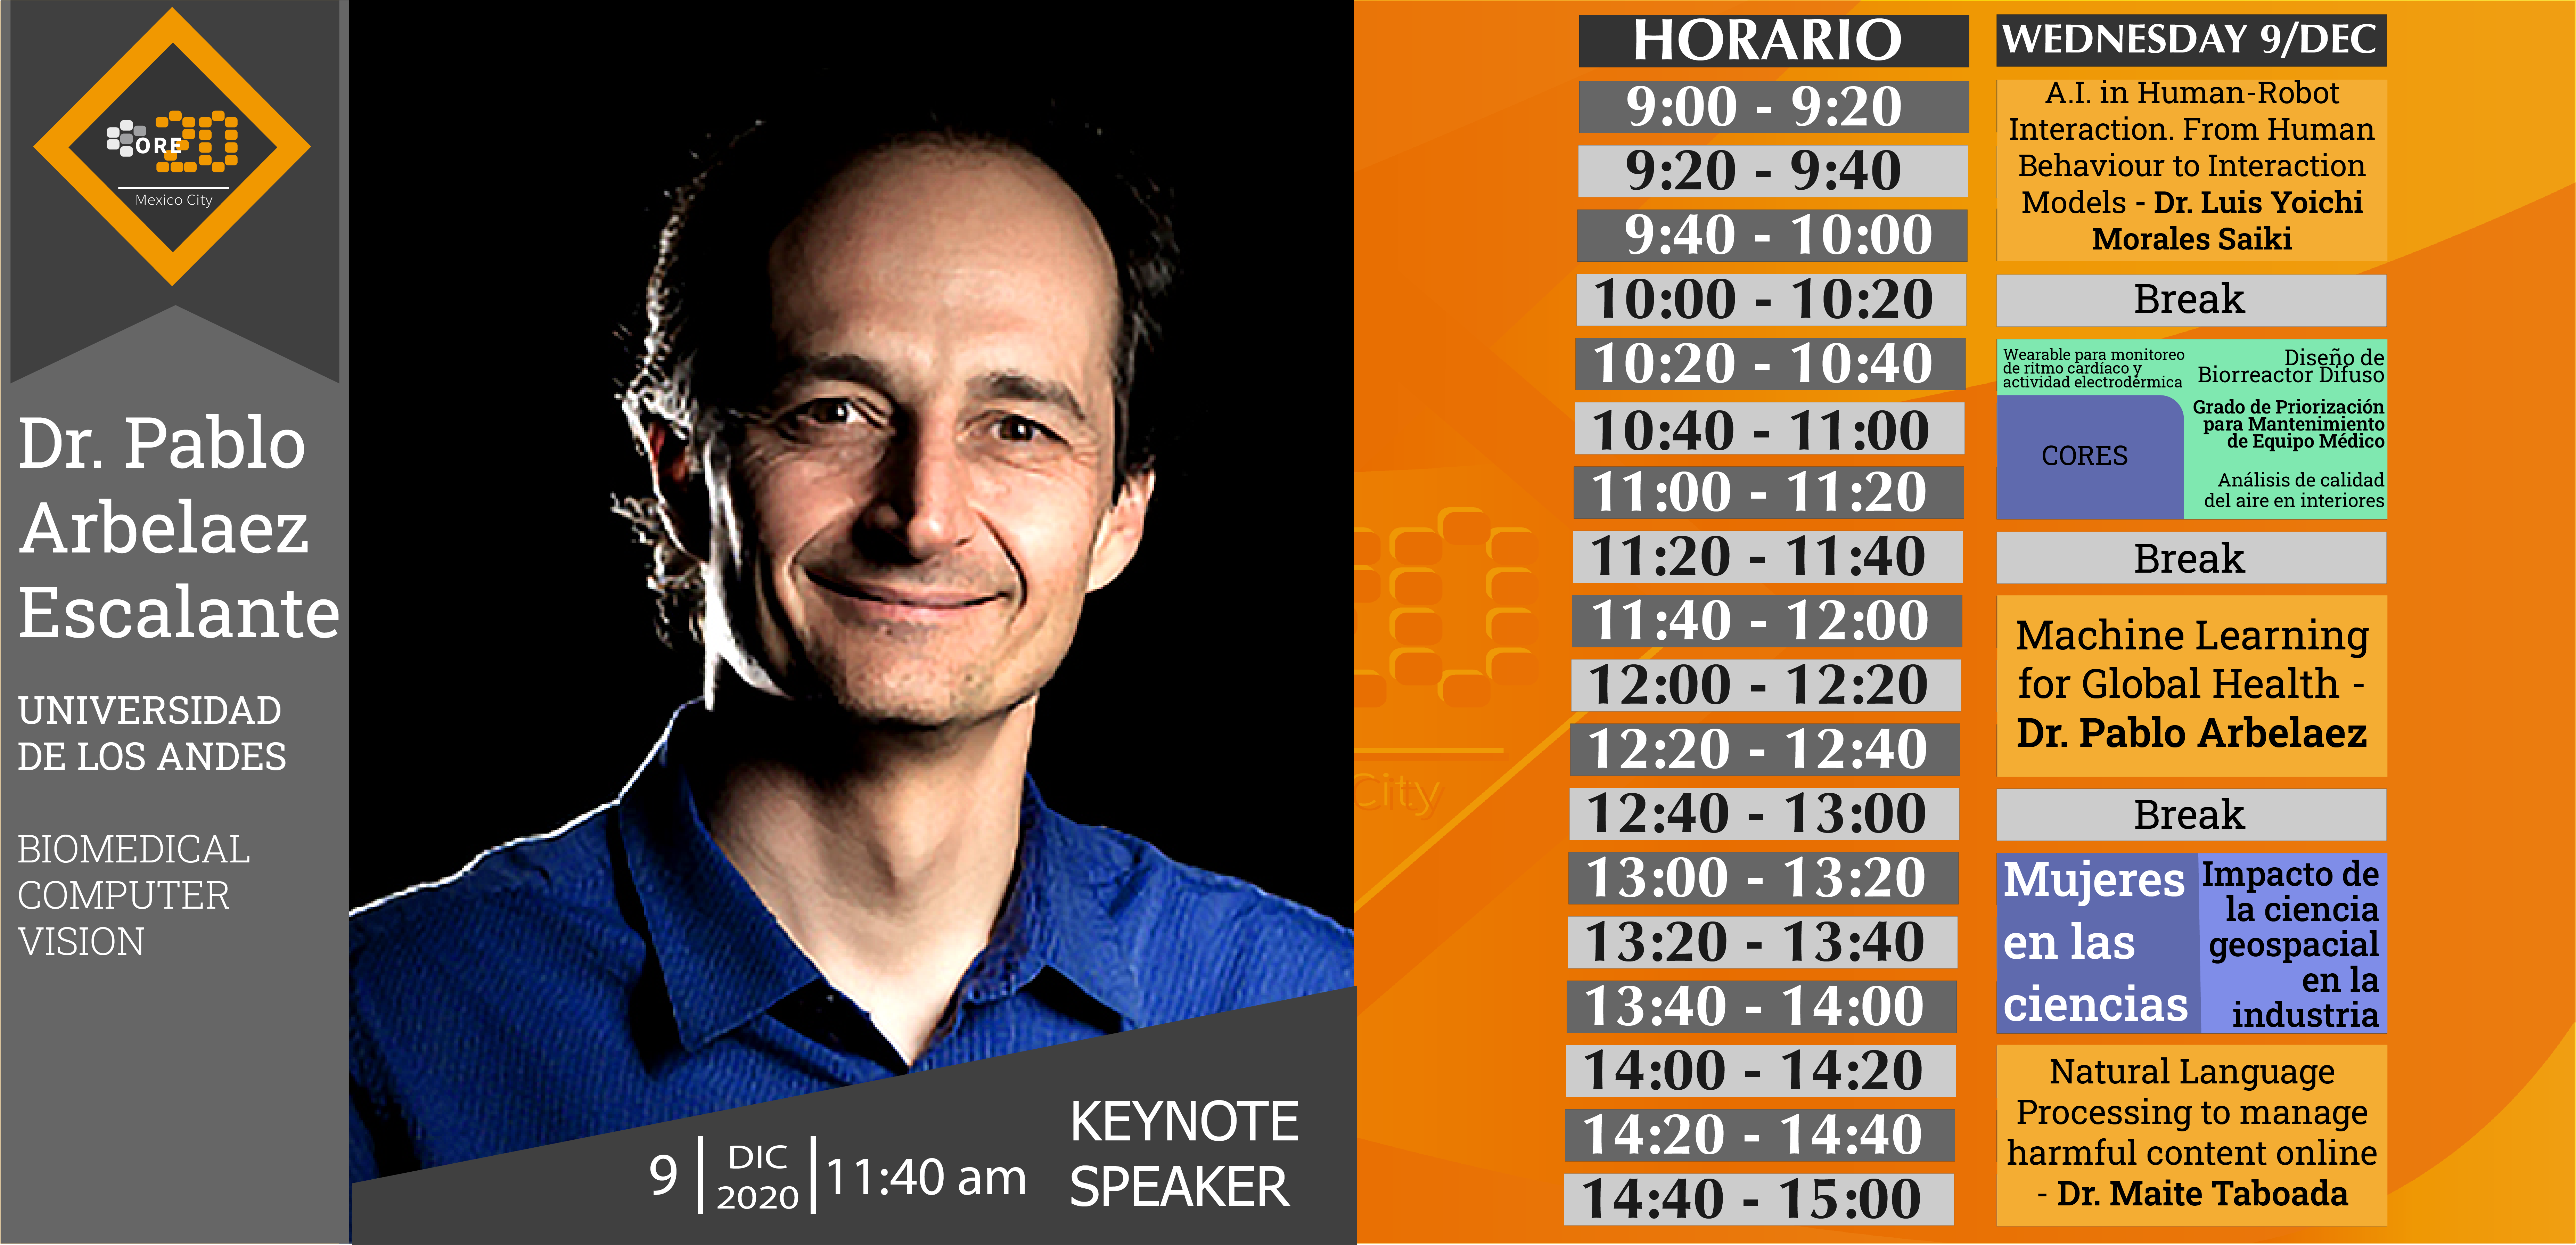 ORE 20
Mexico City
Dr. Pablo
Arbelaez
Escalante
UNIVERSIDAD
DE LOS ANDES
BIOMEDICAL
COMPUTER
VISION
9
DIC
2020
11:40 am
KEYNOTE
SPEAKER
City
HORARIO
9:00 - 9:20
9:20 - 9:40
9:40 - 10:00
10:00 - 10:20
10:20 - 10:40
10:40 - 11:00
11:00 - 11:20
11:20 - 11:40
11:40 - 12:00
12:00 - 12:20
12:20 - 12:40
12:40 - 13:00
13:00 - 13:20
13:20 - 13:40
13:40 - 14:00
14:00 - 14:20
14:20 - 14:40
14:40 - 15:00
WEDNESDAY 9/DEC
A.I. in Human-Robot
Interaction. From Human
Behaviour to Interaction
Models - Dr. Luis Yoichi
Morales Saiki
Break
Wearable para monitoreo
de ritmo cardíaco y
actividad electrodérmica
CORES
Diseño de
Biorreactor Difuso
Grado de Priorización
para Mantenimiento
de Equipo Médico
Análisis de calidad
del aire en interiores
Break
Machine Learning
for Global Health -
Dr. Pablo Arbelaez
Break
Mujeres
en las
ciencias
Impacto de
la ciencia
geospacial
en la
industria
Natural Language
Processing to manage
harmful content online
- Dr. Maite Taboada